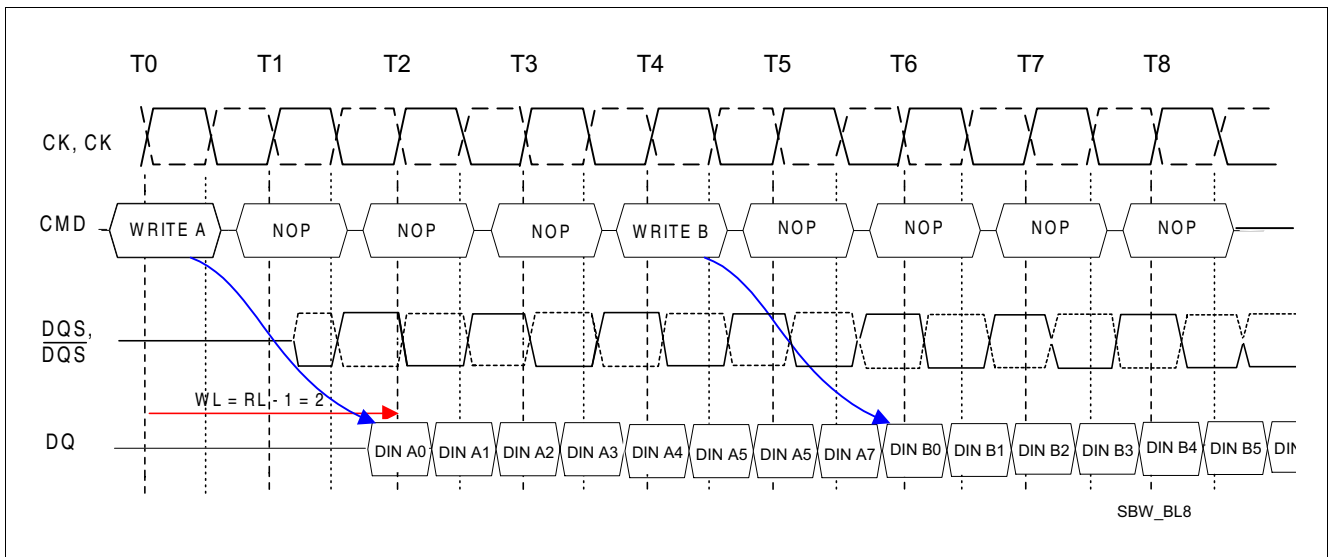 T0 T1 T2 T3 T4 T5 T6 T7 T8
CK, CK
CMD WRITE A NOP NOP NOP WRITE B NOP NOP NOP NOP
DQS,
DQS
WL = RL - 1 = 2
DQ DIN A0 DIN A1 DIN A2 DIN A3 DIN A4 DIN A5 DIN A5 DIN A7 DIN B0 DIN B1 DIN B2 DIN B3 DIN B4 DIN B5 DIN
SBW_BL8